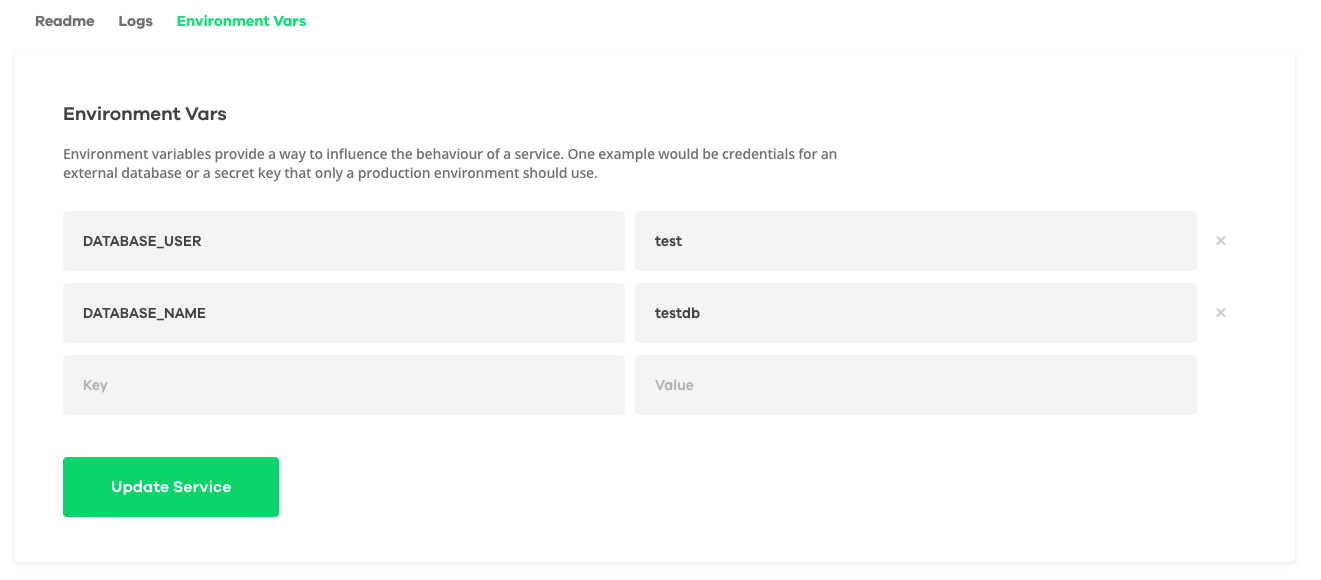 Readme Logs Environment Vars
Environment Vars
Environment variables provide a way to influence the behaviour of a service. One example would be credentials for an
external database or a secret key that only a production environment should use.
DATABASE_USER test ×
DATABASE_NAME testdb ×
Key Value
Update Service